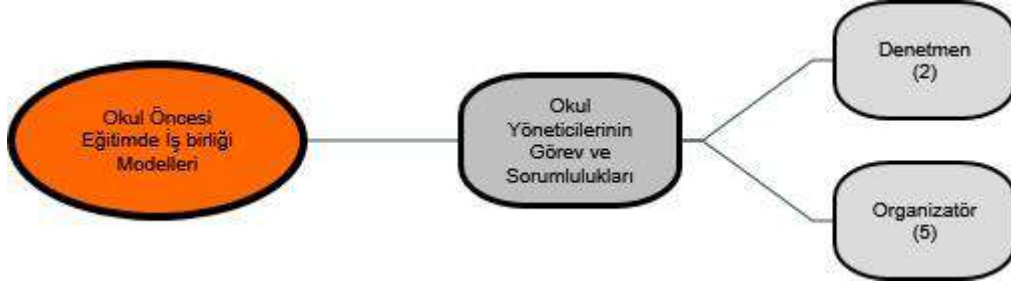 Okul Öncesi
Eğitimde İş birliği
Modelleri
Okul
Yöneticilerinin
Görev ve
Sorumlulukları
Denetmen
(2)
Organizatör
(5)